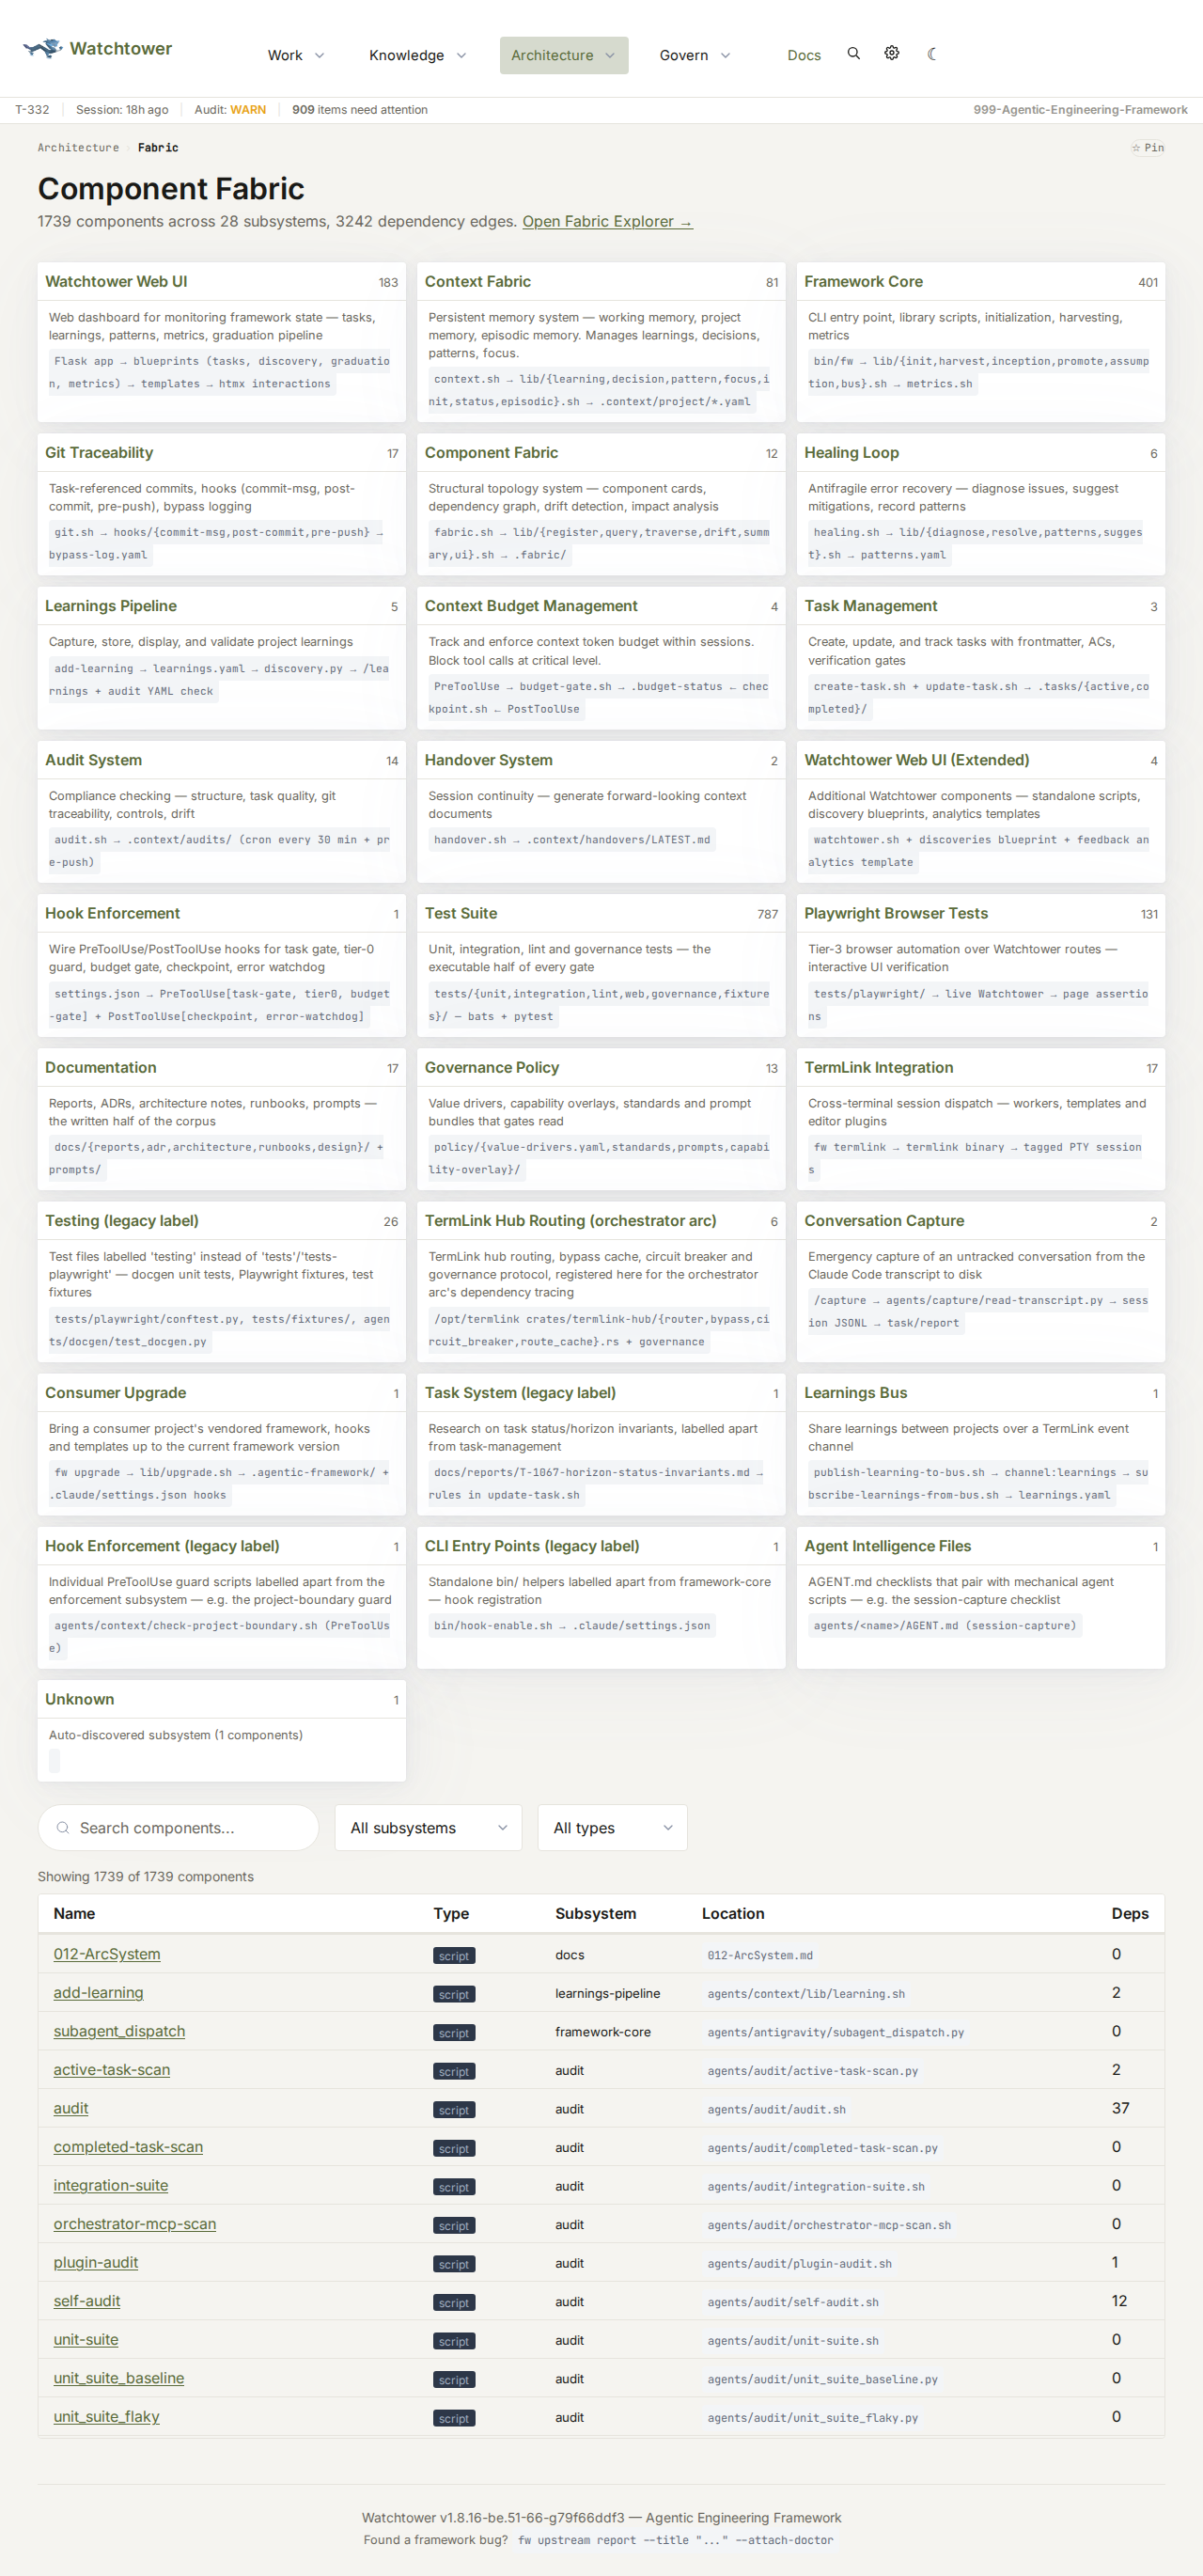 Watchtower
Work
Knowledge
Architecture
Govern
Docs
T-332
Session: 18h ago
Audit: WARN
909 items need attention
999-Agentic-Engineering-Framework
Architecture › Fabric
☆ Pin
Component Fabric
1739 components across 28 subsystems, 3242 dependency edges. Open Fabric Explorer →
Watchtower Web UI 183
Web dashboard for monitoring framework state — tasks,
learnings, patterns, metrics, graduation pipeline
Flask app → blueprints (tasks, discovery, graduatio
n, metrics) → templates → htmx interactions
Context Fabric 81
Persistent memory system — working memory, project
memory, episodic memory. Manages learnings, decisions,
patterns, focus.
context.sh → lib/{learning,decision,pattern,focus,i
nit,status,episodic}.sh → .context/project/*.yaml
Framework Core 401
CLI entry point, library scripts, initialization, harvesting,
metrics
bin/fw → lib/{init,harvest,inception,promote,assump
tion,bus}.sh → metrics.sh
Git Traceability 17
Task-referenced commits, hooks (commit-msg, post-
commit, pre-push), bypass logging
git.sh → hooks/{commit-msg,post-commit,pre-push} →
bypass-log.yaml
Component Fabric 12
Structural topology system — component cards,
dependency graph, drift detection, impact analysis
fabric.sh → lib/{register,query,traverse,drift,summ
ary,ui}.sh → .fabric/
Healing Loop 6
Antifragile error recovery — diagnose issues, suggest
mitigations, record patterns
healing.sh → lib/{diagnose,resolve,patterns,sugges
t}.sh → patterns.yaml
Learnings Pipeline 5
Capture, store, display, and validate project learnings
add-learning → learnings.yaml → discovery.py → /lea
rnings + audit YAML check
Context Budget Management 4
Track and enforce context token budget within sessions.
Block tool calls at critical level.
PreToolUse → budget-gate.sh → .budget-status ← chec
kpoint.sh ← PostToolUse
Task Management 3
Create, update, and track tasks with frontmatter, ACs,
verification gates
create-task.sh + update-task.sh → .tasks/{active,co
mpleted}/
Audit System 14
Compliance checking — structure, task quality, git
traceability, controls, drift
audit.sh → .context/audits/ (cron every 30 min + pr
e-push)
Handover System 2
Session continuity — generate forward-looking context
documents
handover.sh → .context/handovers/LATEST.md
Watchtower Web UI (Extended) 4
Additional Watchtower components — standalone scripts,
discovery blueprints, analytics templates
watchtower.sh + discoveries blueprint + feedback an
alytics template
Hook Enforcement 1
Wire PreToolUse/PostToolUse hooks for task gate, tier-0
guard, budget gate, checkpoint, error watchdog
settings.json → PreToolUse[task-gate, tier0, budget
-gate] + PostToolUse[checkpoint, error-watchdog]
Test Suite 787
Unit, integration, lint and governance tests — the
executable half of every gate
tests/{unit,integration,lint,web,governance,fixture
s}/ — bats + pytest
Playwright Browser Tests 131
Tier-3 browser automation over Watchtower routes —
interactive UI verification
tests/playwright/ → live Watchtower → page assertio
ns
Documentation 17
Reports, ADRs, architecture notes, runbooks, prompts —
the written half of the corpus
docs/{reports,adr,architecture,runbooks,design}/ +
prompts/
Governance Policy 13
Value drivers, capability overlays, standards and prompt
bundles that gates read
policy/{value-drivers.yaml,standards,prompts,capabi
lity-overlay}/
TermLink Integration 17
Cross-terminal session dispatch — workers, templates and
editor plugins
fw termlink → termlink binary → tagged PTY session
s
Testing (legacy label) 26
Test files labelled 'testing' instead of 'tests'/'tests-
playwright' — docgen unit tests, Playwright fixtures, test
fixtures
tests/playwright/conftest.py, tests/fixtures/, agen
ts/docgen/test_docgen.py
TermLink Hub Routing (orchestrator arc) 6
TermLink hub routing, bypass cache, circuit breaker and
governance protocol, registered here for the orchestrator
arc's dependency tracing
/opt/termlink crates/termlink-hub/{router,bypass,ci
rcuit_breaker,route_cache}.rs + governance
Conversation Capture 2
Emergency capture of an untracked conversation from the
Claude Code transcript to disk
/capture → agents/capture/read-transcript.py → sess
ion JSONL → task/report
Consumer Upgrade 1
Bring a consumer project's vendored framework, hooks
and templates up to the current framework version
fw upgrade → lib/upgrade.sh → .agentic-framework/ +
.claude/settings.json hooks
Task System (legacy label) 1
Research on task status/horizon invariants, labelled apart
from task-management
docs/reports/T-1067-horizon-status-invariants.md →
rules in update-task.sh
Learnings Bus 1
Share learnings between projects over a TermLink event
channel
publish-learning-to-bus.sh → channel:learnings → su
bscribe-learnings-from-bus.sh → learnings.yaml
Hook Enforcement (legacy label) 1
Individual PreToolUse guard scripts labelled apart from the
enforcement subsystem — e.g. the project-boundary guard
agents/context/check-project-boundary.sh (PreToolUs
e)
CLI Entry Points (legacy label) 1
Standalone bin/ helpers labelled apart from framework-core
— hook registration
bin/hook-enable.sh → .claude/settings.json
Agent Intelligence Files 1
AGENT.md checklists that pair with mechanical agent
scripts — e.g. the session-capture checklist
agents/<name>/AGENT.md (session-capture)
Unknown 1
Auto-discovered subsystem (1 components)
Search components...
All subsystems
All types
Showing 1739 of 1739 components
Name Type Subsystem Location Deps
012-ArcSystem script docs 012-ArcSystem.md 0
add-learning script learnings-pipeline agents/context/lib/learning.sh 2
subagent_dispatch script framework-core agents/antigravity/subagent_dispatch.py 0
active-task-scan script audit agents/audit/active-task-scan.py 2
audit script audit agents/audit/audit.sh 37
completed-task-scan script audit agents/audit/completed-task-scan.py 0
integration-suite script audit agents/audit/integration-suite.sh 0
orchestrator-mcp-scan script audit agents/audit/orchestrator-mcp-scan.sh 0
plugin-audit script audit agents/audit/plugin-audit.sh 1
self-audit script audit agents/audit/self-audit.sh 12
unit-suite script audit agents/audit/unit-suite.sh 0
unit_suite_baseline script audit agents/audit/unit_suite_baseline.py 0
unit_suite_flaky script audit agents/audit/unit_suite_flaky.py 0
Watchtower v1.8.16-be.51-66-g79f66ddf3 — Agentic Engineering Framework
Found a framework bug? fw upstream report --title "..." --attach-doctor